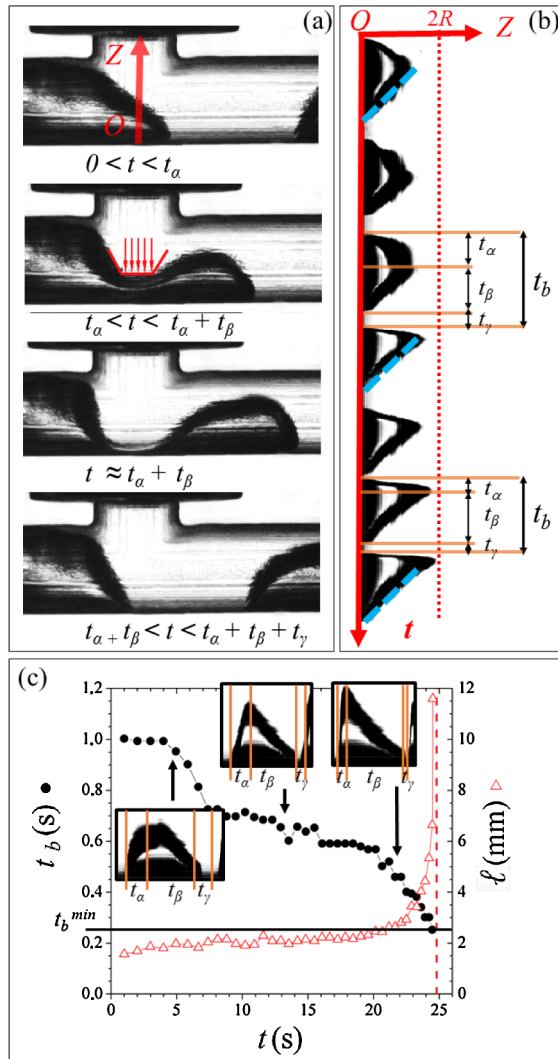 (a)
Z
O
0 < t < tα
tα < t < tα + tβ
t ≈ tα + tβ
tα + tβ < t < tα + tβ + tγ
(b)
O
2R
Z
tα
tβ
tγ
tb
tα
tβ
tγ
tb
t
(c)
1,2
1,0
0,8
0,6
0,4
0,2
0,0
tb (s)
tb^min
tα
tβ
tγ
tα
tβ
tγ
tα
tβ
tγ
12
10
8
6
4
2
0
ℓ (mm)
0
5
10
15
20
25
t (s)